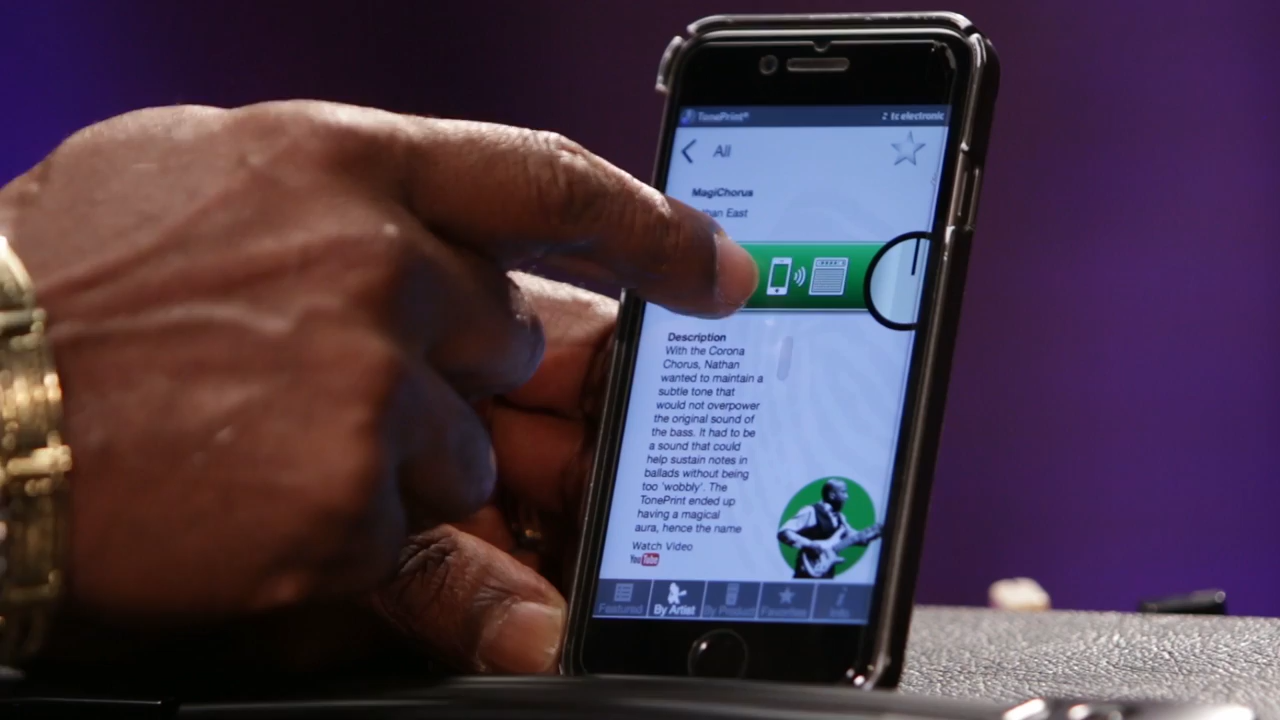 TonePrint®
tc electronic
All
MagiChorus
than East
Description
With the Corona
Chorus, Nathan
wanted to maintain a
subtle tone that
would not overpower
the original sound of
the bass. It had to be
a sound that could
help sustain notes in
ballads without being
too 'wobbly'. The
TonePrint ended up
having a magical
aura, hence the name
Watch Video
YouTube
Featured
By Artist
By Product
Favorites
Info